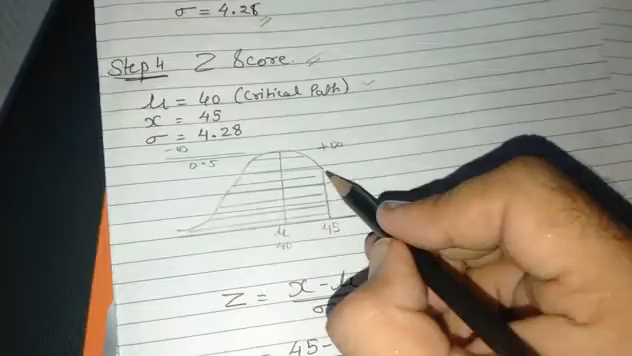 σ = 4.28
Step 4 Z Score.
μ = 40 (Critical Path)
x = 45
σ = 4.28
-∞ +∞
0.5
μ 45
40
Z = x - μ
σ
= 45 -